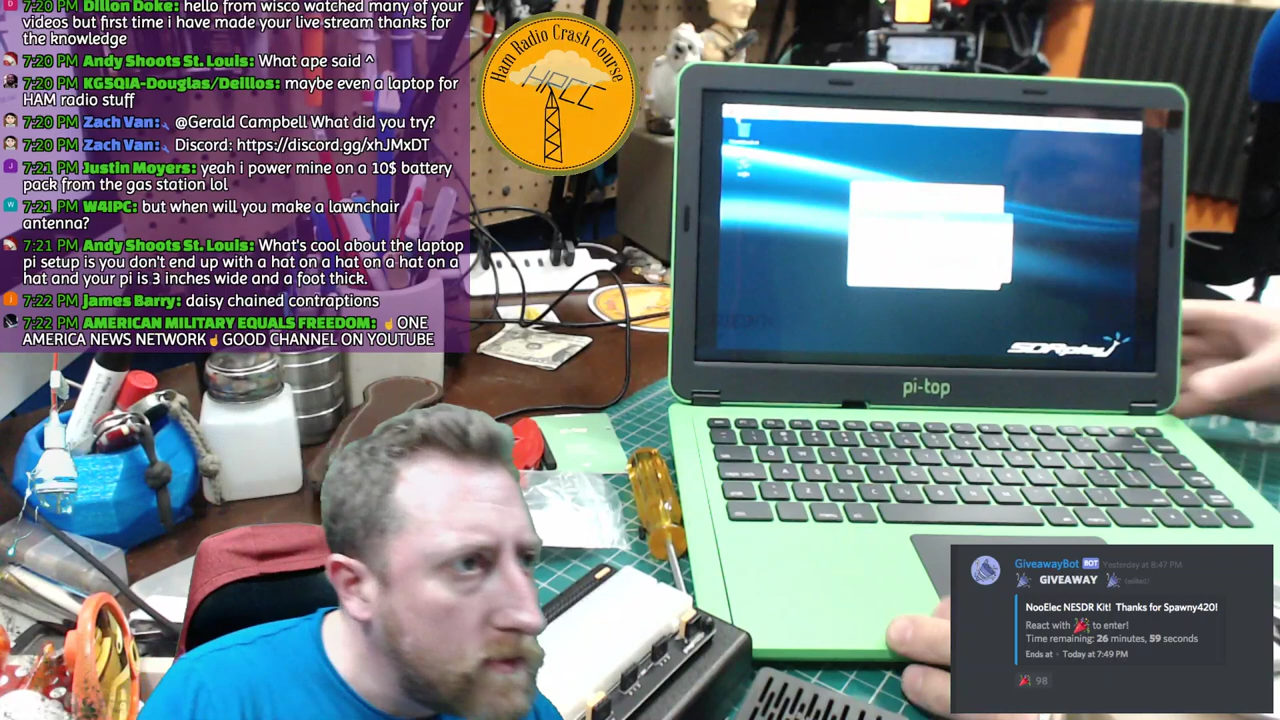 7:20 PM Dillon Doke: hello from wisco watched many of your
videos but first time i have made your live stream thanks for
the knowledge
7:20 PM Andy Shoots St. Louis: What ape said ^
7:20 PM KG5QIA-Douglas/Deillos: maybe even a laptop for
HAM radio stuff
7:20 PM Zach Van: @Gerald Campbell What did you try?
7:20 PM Zach Van: Discord: https://discord.gg/xhJMxDT
7:21 PM Justin Moyers: yeah i power mine on a 10$ battery
pack from the gas station lol
7:21 PM W4IPC: but when will you make a lawnchair
antenna?
7:21 PM Andy Shoots St. Louis: What's cool about the laptop
pi setup is you don't end up with a hat on a hat on a hat on a
hat and your pi is 3 inches wide and a foot thick.
7:22 PM James Barry: daisy chained contraptions
7:22 PM AMERICAN MILITARY EQUALS FREEDOM: ☝ONE
AMERICA NEWS NETWORK☝GOOD CHANNEL ON YOUTUBE
Ham Radio Crash Course
HRCC
SDRplay
pi-top
GiveawayBot BOT Yesterday at 8:47 PM
🎉 GIVEAWAY 🎉 (edited)
NooElec NESDR Kit! Thanks for Spawny420!
React with 🎉 to enter!
Time remaining: 26 minutes, 59 seconds
Ends at · Today at 7:49 PM
🎉 98